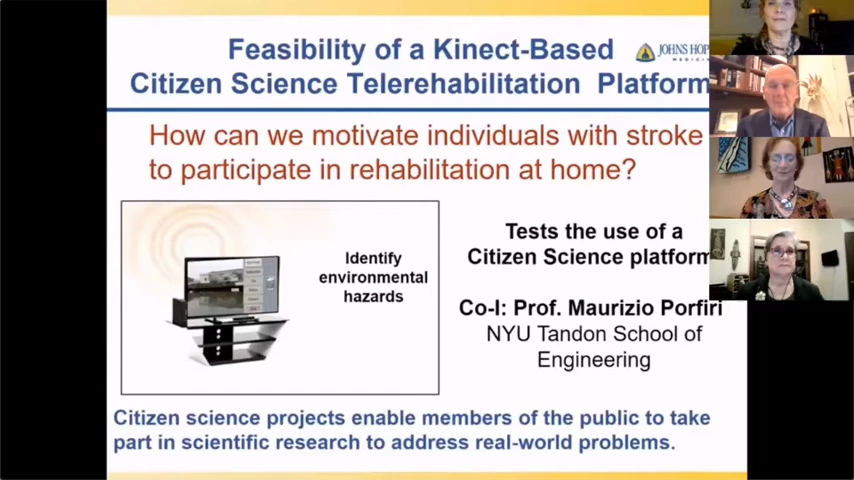 Feasibility of a Kinect-Based
Citizen Science Telerehabilitation Platform
JOHNS HOP
MEDICI
How can we motivate individuals with stroke
to participate in rehabilitation at home?
Identify
environmental
hazards
Tests the use of a
Citizen Science platform
Co-I: Prof. Maurizio Porfiri
NYU Tandon School of
Engineering
Citizen science projects enable members of the public to take
part in scientific research to address real-world problems.